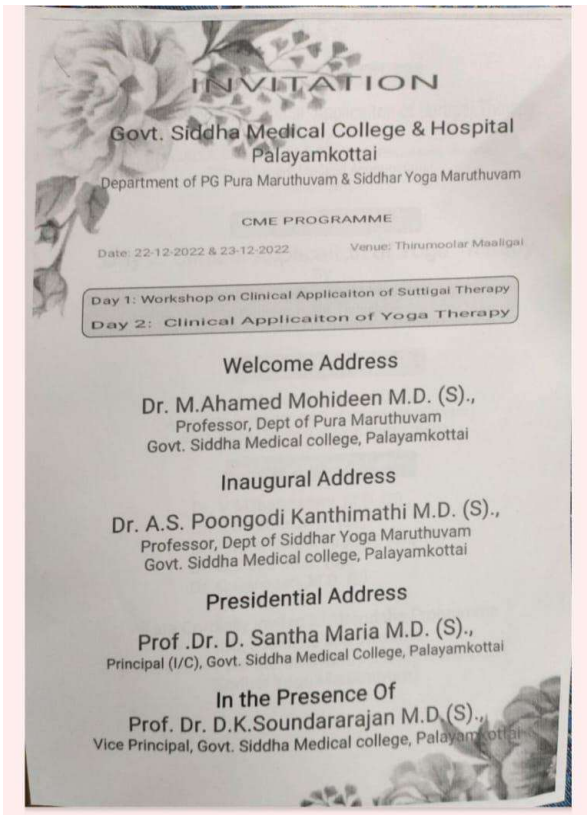 INVITATION
Govt. Siddha Medical College & Hospital
Palayamkottai
Department of PG Pura Maruthuvam & Siddhar Yoga Maruthuvam
CME PROGRAMME
Date: 22-12-2022 & 23-12-2022 Venue: Thirumoolar Maaligai
Day 1: Workshop on Clinical Applicaiton of Suttigai Therapy
Day 2: Clinical Applicaiton of Yoga Therapy
Welcome Address
Dr. M.Ahamed Mohideen M.D. (S).,
Professor, Dept of Pura Maruthuvam
Govt. Siddha Medical college, Palayamkottai
Inaugural Address
Dr. A.S. Poongodi Kanthimathi M.D. (S).,
Professor, Dept of Siddhar Yoga Maruthuvam
Govt. Siddha Medical college, Palayamkottai
Presidential Address
Prof .Dr. D. Santha Maria M.D. (S).,
Principal (I/C), Govt. Siddha Medical College, Palayamkottai
In the Presence Of
Prof. Dr. D.K.Soundararajan M.D.(S).,
Vice Principal, Govt. Siddha Medical college, Palayamkottai